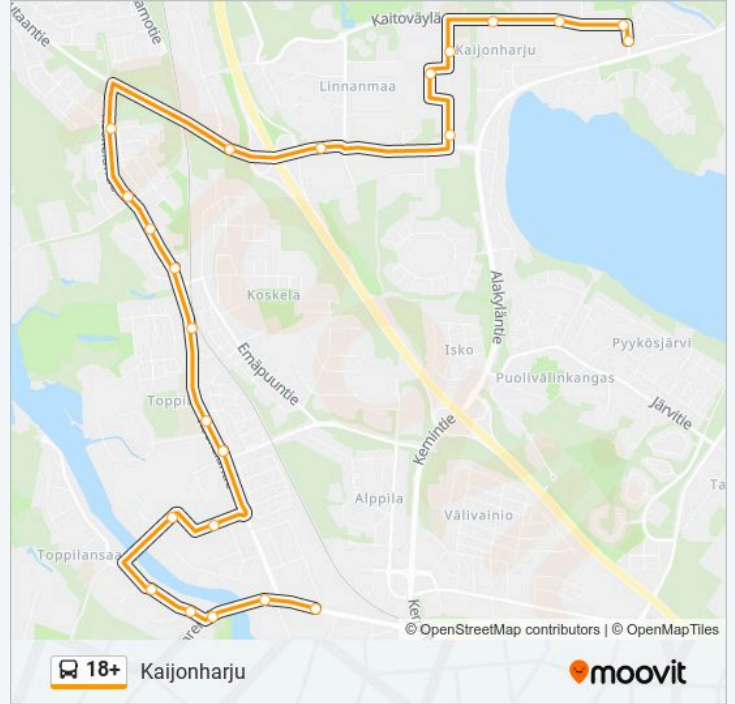 Kaitoväylä
Kaijonharju
Linnanmaa
Koskela
Alakyläntie
Isko
Pyykösjärvi
Puolivälinkangas
Emäpuuntie
Järvitie
Kemintie
Alppila
Välivainio
© OpenStreetMap contributors | © OpenMapTiles
18+ Kaijonharju
moovit